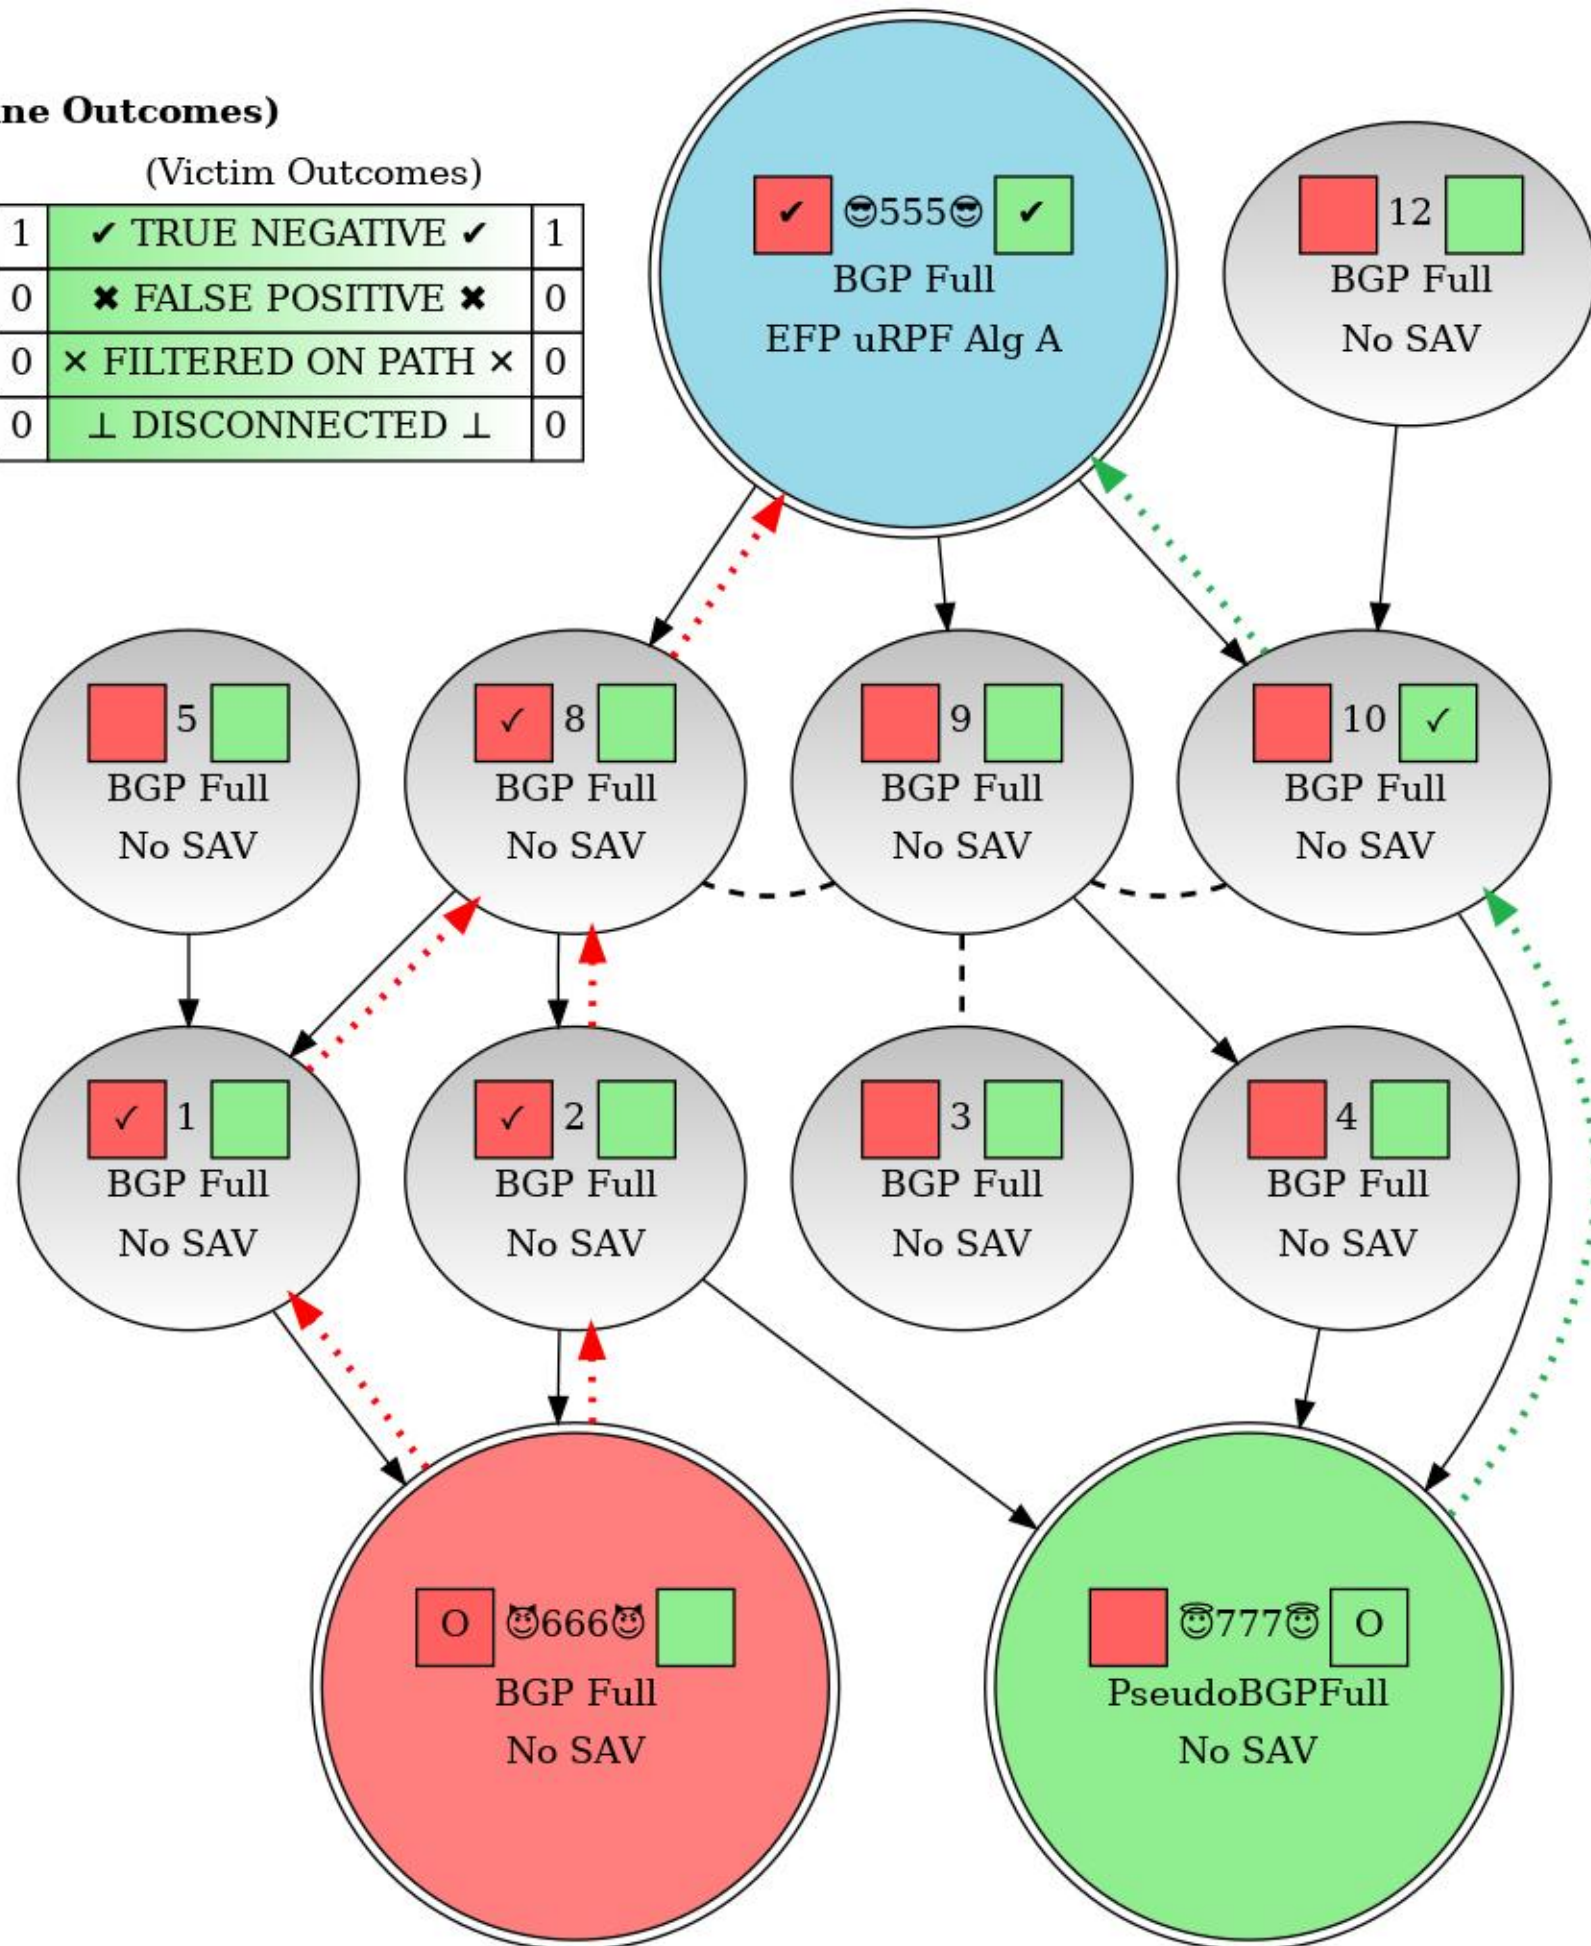 ne Outcomes)
(Victim Outcomes)
1 ✔ TRUE NEGATIVE ✔ 1
0 ✖ FALSE POSITIVE ✖ 0
0 ✕ FILTERED ON PATH ✕ 0
0 ⊥ DISCONNECTED ⊥ 0
✔ 😎555😎 ✔
BGP Full
EFP uRPF Alg A
12
BGP Full
No SAV
5
BGP Full
No SAV
✓ 8
BGP Full
No SAV
9
BGP Full
No SAV
10 ✓
BGP Full
No SAV
✓ 1
BGP Full
No SAV
✓ 2
BGP Full
No SAV
3
BGP Full
No SAV
4
BGP Full
No SAV
O 😈666😈
BGP Full
No SAV
😇777😇 O
PseudoBGPFull
No SAV